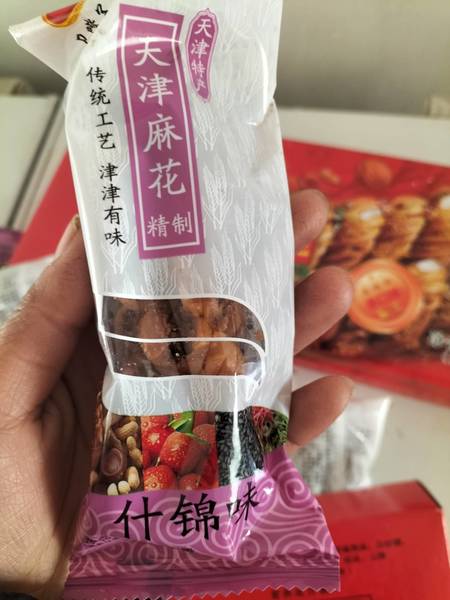 天津特产
天津麻花
精制
传统工艺 津津有味
什锦味